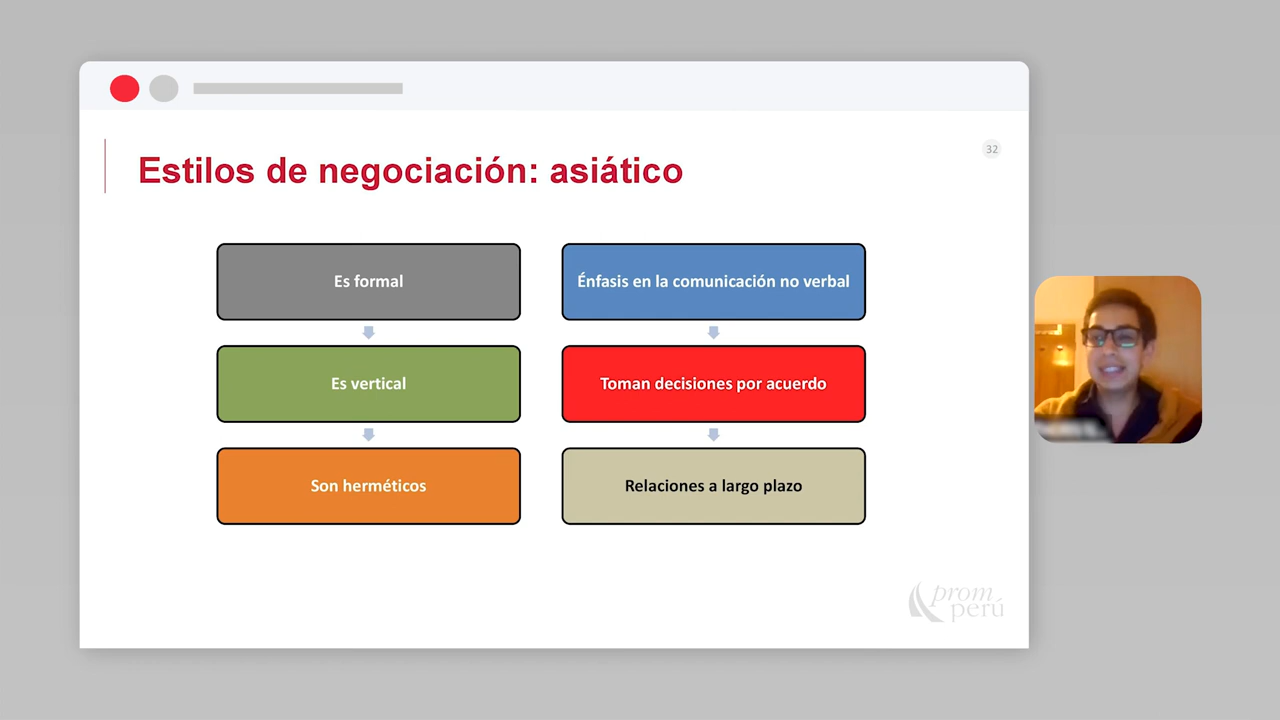 Estilos de negociación: asiático
32
Es formal
Es vertical
Son herméticos
Énfasis en la comunicación no verbal
Toman decisiones por acuerdo
Relaciones a largo plazo
prom
perú